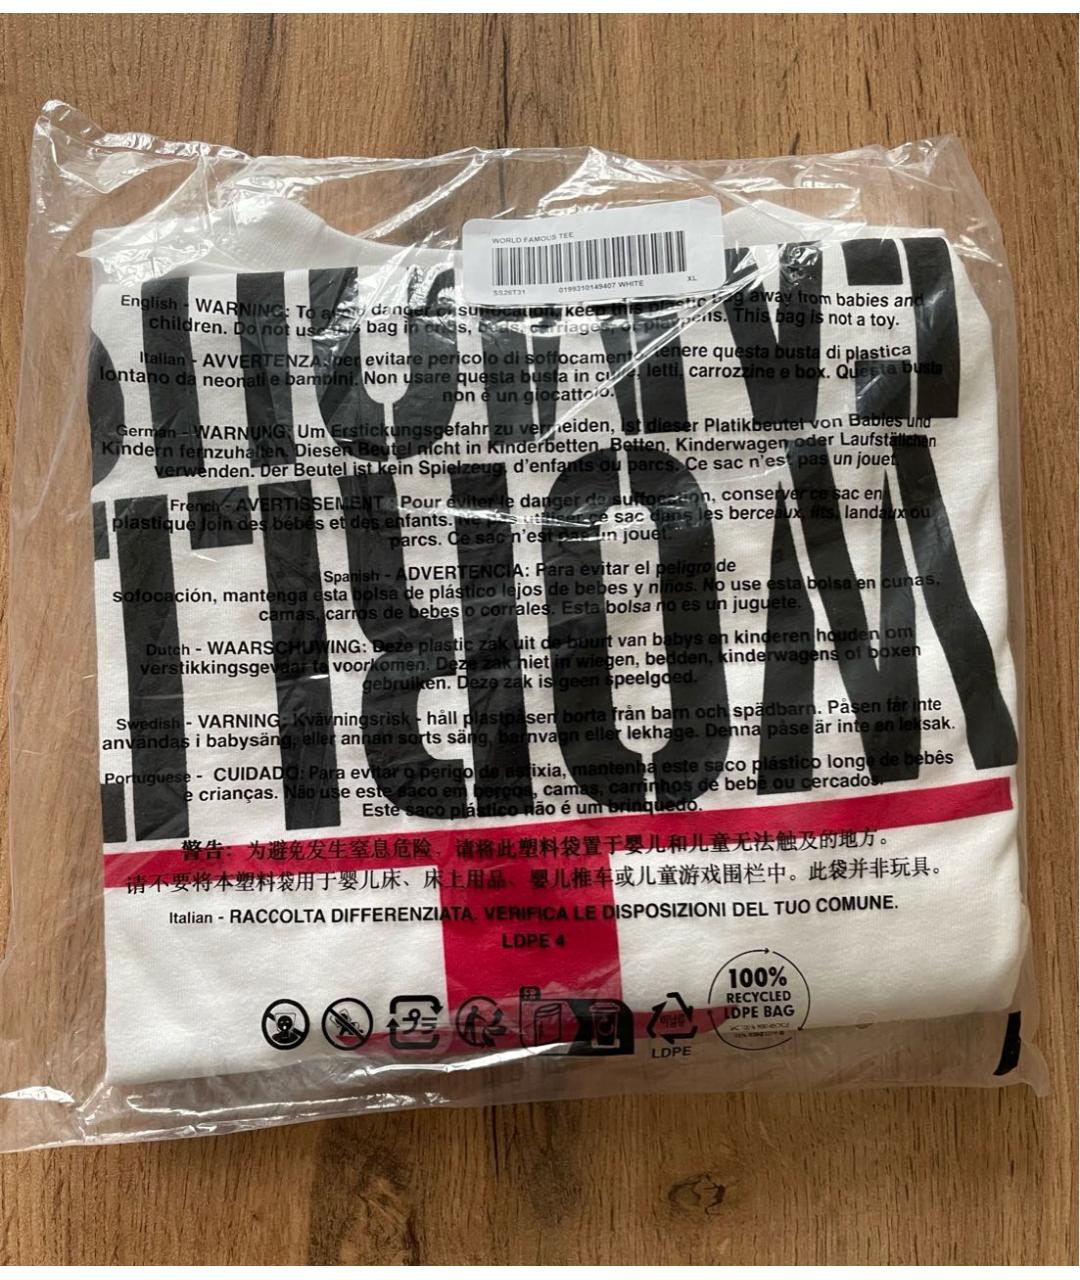 WORLD FAMOUS TEE
SS26T31 0199310149407 WHITE XL
English - WARNING: To avoid danger of suffocation, keep this plastic bag away from babies and
children. Do not use this bag in cribs, beds, carriages, or playpens. This bag is not a toy.
Italian - AVVERTENZA: per evitare pericolo di soffocamento, tenere questa busta di plastica
lontano da neonati e bambini. Non usare questa busta in culle, letti, carrozzine e box. Questa busta
non è un giocattolo.
German - WARNUNG: Um Erstickungsgefahr zu vermeiden, ist dieser Platikbeutel von Babies und
Kindern fernzuhalten. Diesen Beutel nicht in Kinderbetten, Betten, Kinderwagen oder Laufställchen
verwenden. Der Beutel ist kein Spielzeug, d'enfants ou parcs. Ce sac n'est pas un jouet.
French - AVERTISSEMENT : Pour éviter le danger de suffocation, conserver ce sac en
plastique loin des bébés et des enfants. Ne pas utiliser ce sac dans les berceaux, lits, landaux ou
parcs. Ce sac n'est pas un jouet.
Spanish - ADVERTENCIA: Para evitar el peligro de
sofocación, mantenga esta bolsa de plástico lejos de bebes y niños. No use esta bolsa en cunas,
camas, carros de bebes o corrales. Esta bolsa no es un juguete.
Dutch - WAARSCHUWING: Deze plastic zak uit de buurt van babys en kinderen houden om
verstikkingsgevaar te voorkomen. Deze zak niet in wiegen, bedden, kinderwagens of boxen
gebruiken. Deze zak is geen speelgoed.
Swedish - VARNING: Kvävningsrisk - håll plastpåsen borta från barn och spädbarn. Påsen får inte
användas i babysäng, eller annan sorts säng, barnvagn eller lekhage. Denna påse är inte en leksak.
Portuguese - CUIDADO: Para evitar o perigo de asfixia, mantenha este saco plástico longe de bebês
e crianças. Não use este saco em berços, camas, carrinhos de bebê ou cercados.
Este saco plástico não é um brinquedo.
警告: 为避免发生窒息危险, 请将此塑料袋置于婴儿和儿童无法触及的地方。
请不要将本塑料袋用于婴儿床、床上用品、婴儿推车或儿童游戏围栏中。此袋并非玩具。
Italian - RACCOLTA DIFFERENZIATA. VERIFICA LE DISPOSIZIONI DEL TUO COMUNE.
LDPE 4
LDPE
100%
RECYCLED
LDPE BAG